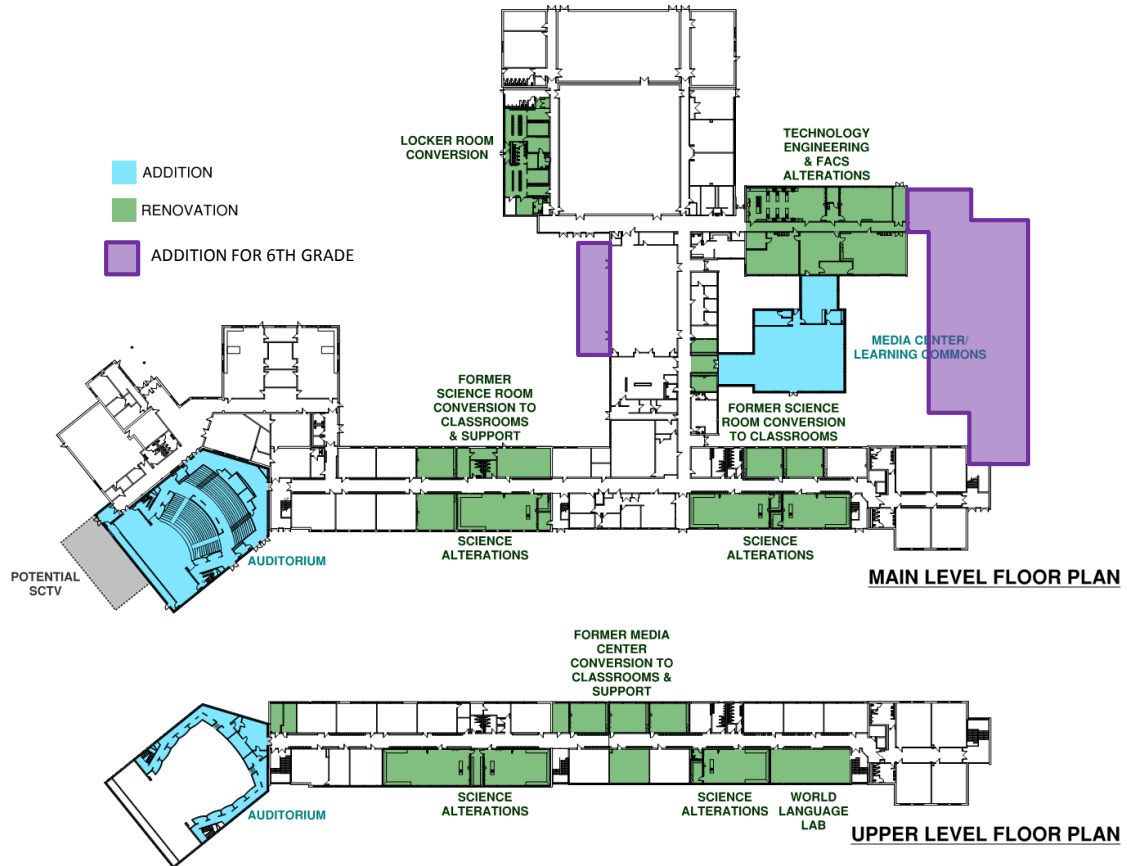 LOCKER ROOM
CONVERSION
TECHNOLOGY
ENGINEERING
& FACS
ALTERATIONS
ADDITION
RENOVATION
ADDITION FOR 6TH GRADE
MEDIA CENTER/
LEARNING COMMONS
FORMER
SCIENCE ROOM
CONVERSION TO
CLASSROOMS
& SUPPORT
FORMER SCIENCE
ROOM CONVERSION
TO CLASSROOMS
SCIENCE
ALTERATIONS
SCIENCE
ALTERATIONS
AUDITORIUM
POTENTIAL
SCTV
MAIN LEVEL FLOOR PLAN
FORMER MEDIA
CENTER
CONVERSION TO
CLASSROOMS &
SUPPORT
AUDITORIUM
SCIENCE
ALTERATIONS
SCIENCE
ALTERATIONS
WORLD
LANGUAGE
LAB
UPPER LEVEL FLOOR PLAN